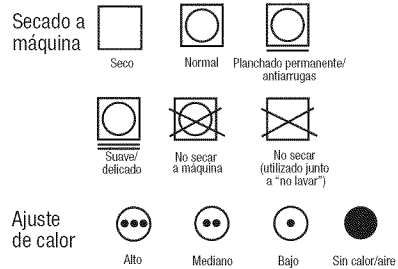 Secado a
máquina
Seco
Normal
Planchado permanente/
antiarrugas
Suave/
delicado
No secar
a máquina
No secar
(utilizado junto
a “no lavar”)
Ajuste
de calor
Alto
Mediano
Bajo
Sin calor/aire